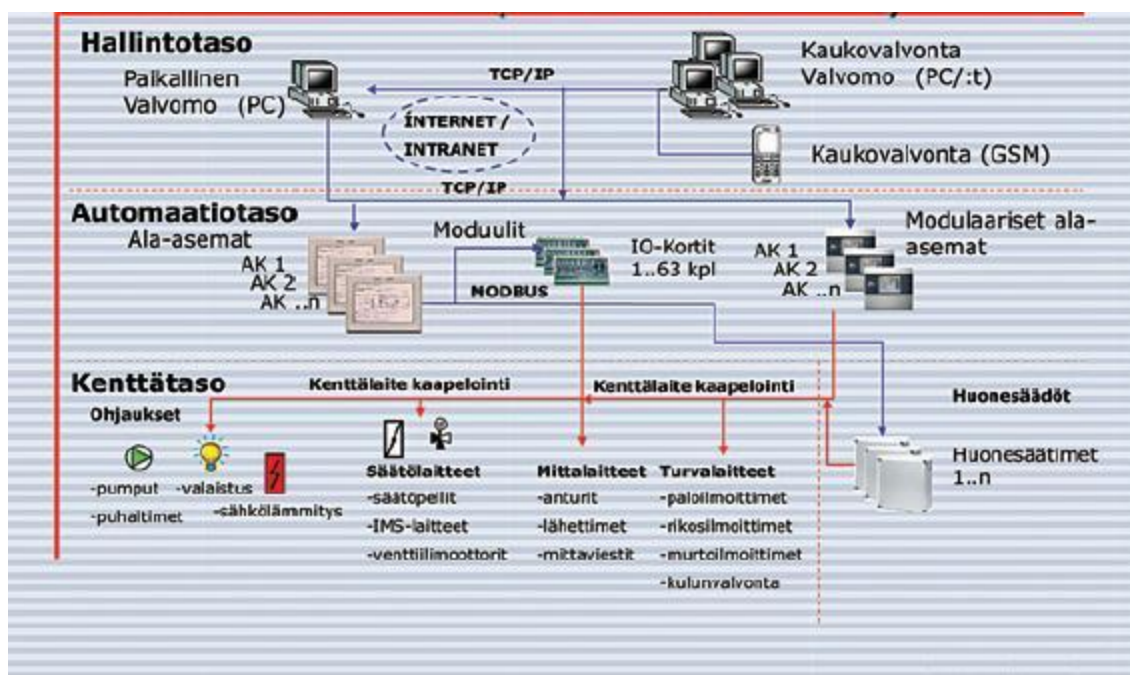 Hallintotaso
Paikallinen
Valvomo (PC)
TCP/IP
Kaukovalvonta
Valvomo (PC/:t)
INTERNET /
INTRANET
Kaukovalvonta (GSM)
TCP/IP
Automaatiotaso
Ala-asemat
AK 1
AK 2
AK ..n
Moduulit
IO-Kortit
1..63 kpl
MODBUS
Modulaariset ala-
asemat
AK 1
AK 2
AK ..n
Kenttätaso
Kenttälaite kaapelointi
Kenttälaite kaapelointi
Huonesäädöt
Ohjaukset
-pumput
-valaistus
-puhaltimet
-sähkölämmitys
Säätölaitteet
-säätöpellit
-IMS-laitteet
-venttiilimoottorit
Mittalaitteet
-anturit
-lähettimet
-mittaviestit
Turvalaitteet
-paloilmoittimet
-rikosilmoittimet
-murtoilmoittimet
-kulunvalvonta
Huonesäätimet
1..n